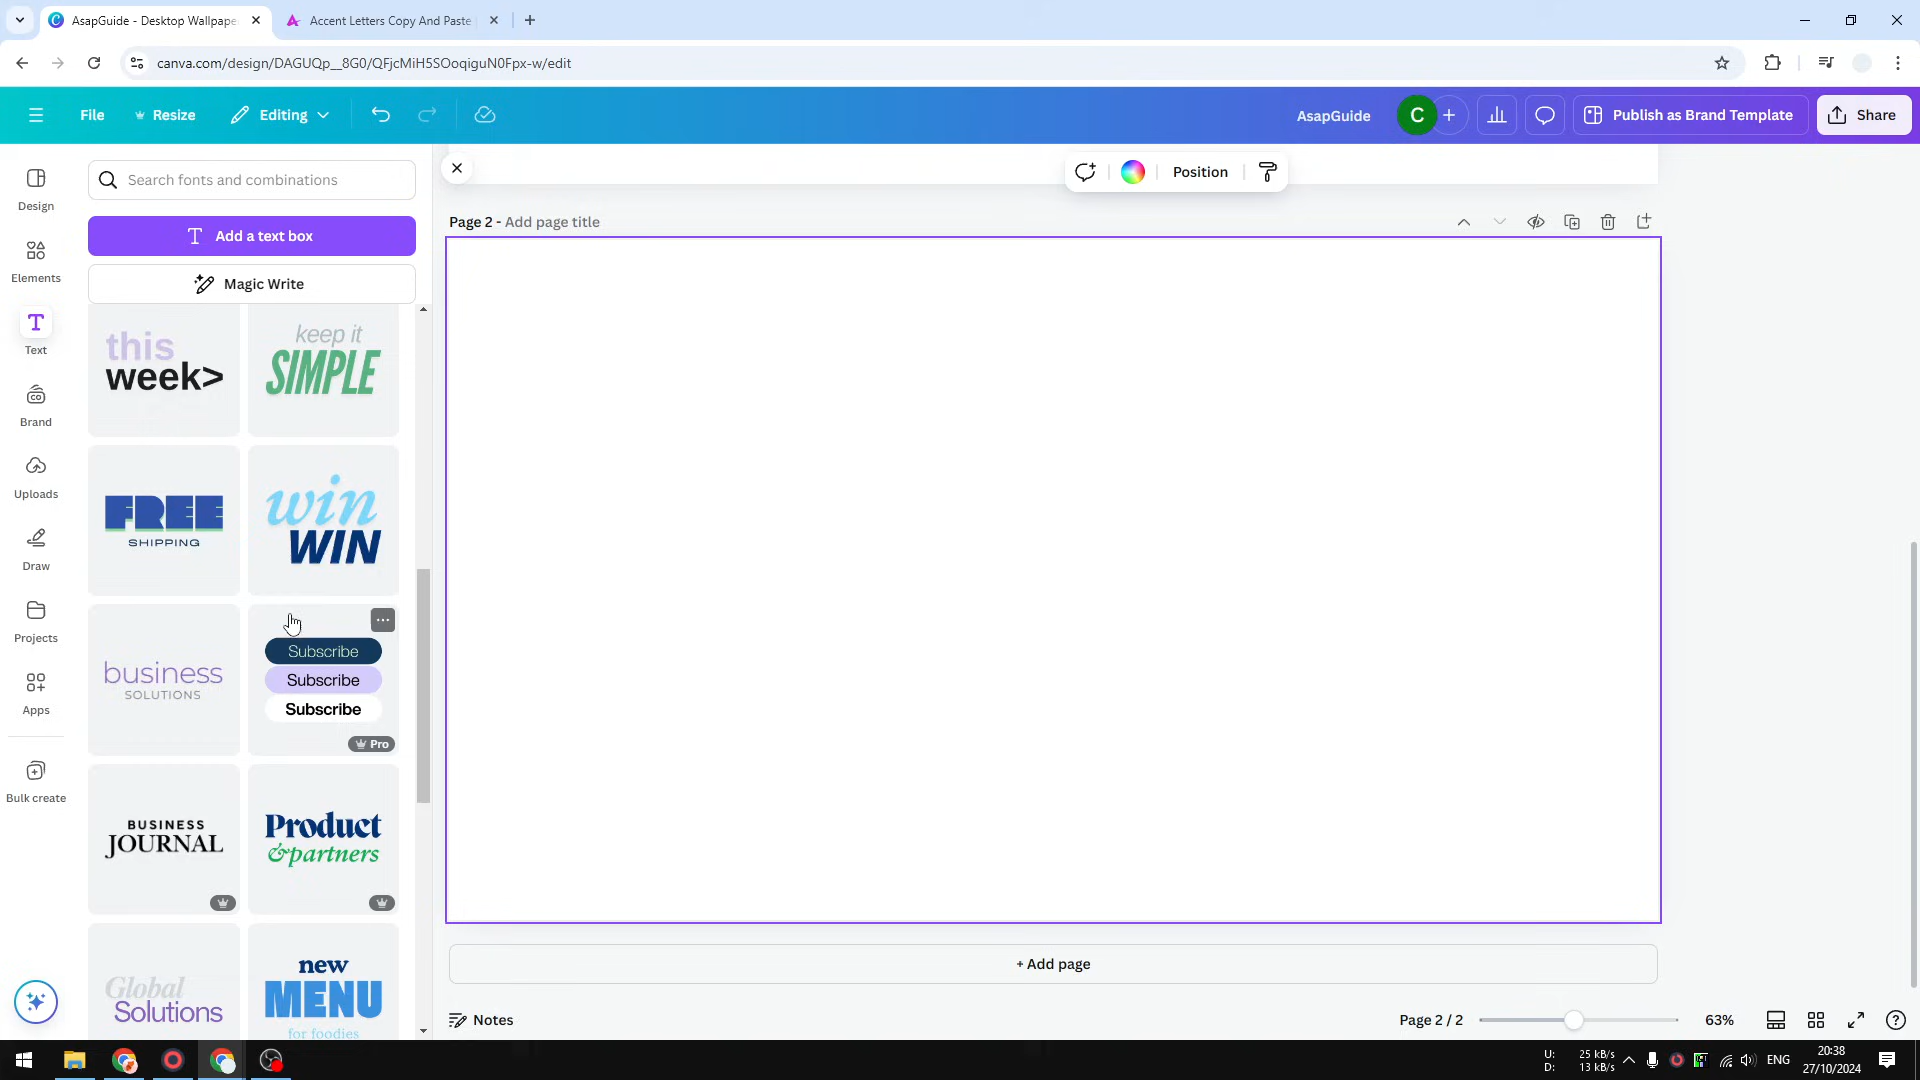 AsapGuide - Desktop Wallpape
Accent Letters Copy And Paste
canva.com/design/DAGUQp__8G0/QFjcMiH5SOoqiguN0Fpx-w/edit
File
Resize
Editing
AsapGuide
C
Publish as Brand Template
Share
Design
Elements
Text
Brand
Uploads
Draw
Projects
Apps
Bulk create
Search fonts and combinations
Add a text box
Magic Write
this
week>
keep it
SIMPLE
FREE
SHIPPING
win
WIN
business
SOLUTIONS
Subscribe
Subscribe
Subscribe
Pro
BUSINESS
JOURNAL
Product
&partners
Global
Solutions
new
MENU
for foodies
Position
Page 2 - Add page title
+ Add page
Notes
Page 2 / 2
63%
U: 25 kB/s
D: 13 kB/s
ENG
20:38
27/10/2024